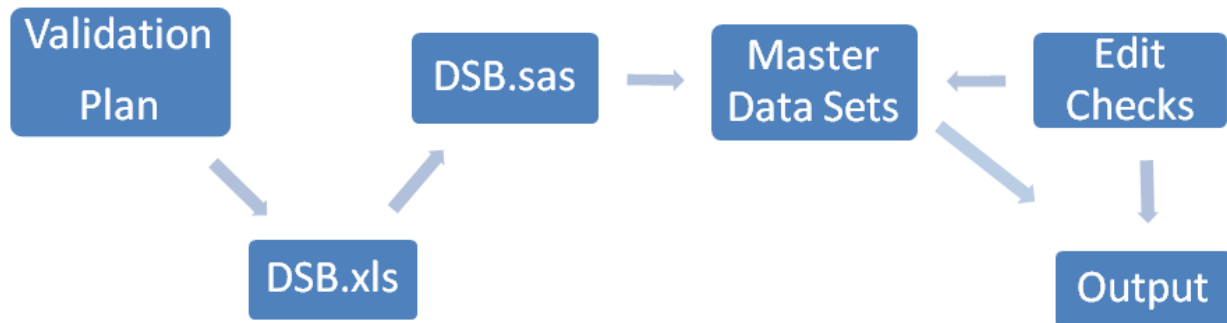 Validation
Plan
DSB.xls
DSB.sas
Master
Data Sets
Edit
Checks
Output